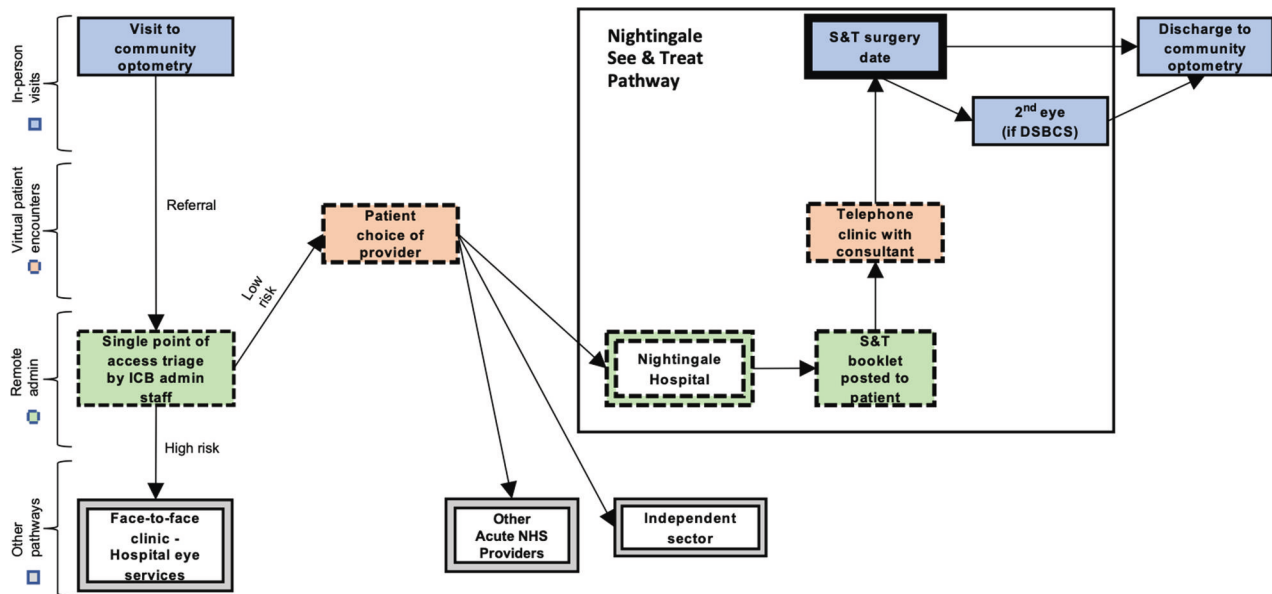 In-person
visits
Virtual patient
encounters
Remote
admin
Other
pathways
Visit to
community
optometry
Referral
Single point of
access triage
by ICB admin
staff
Low
risk
High risk
Face-to-face
clinic -
Hospital eye
services
Patient
choice of
provider
Other
Acute NHS
Providers
Independent
sector
Nightingale
See & Treat
Pathway
Nightingale
Hospital
S&T
booklet
posted to
patient
Telephone
clinic with
consultant
S&T surgery
date
2nd eye
(if DSBCS)
Discharge to
community
optometry